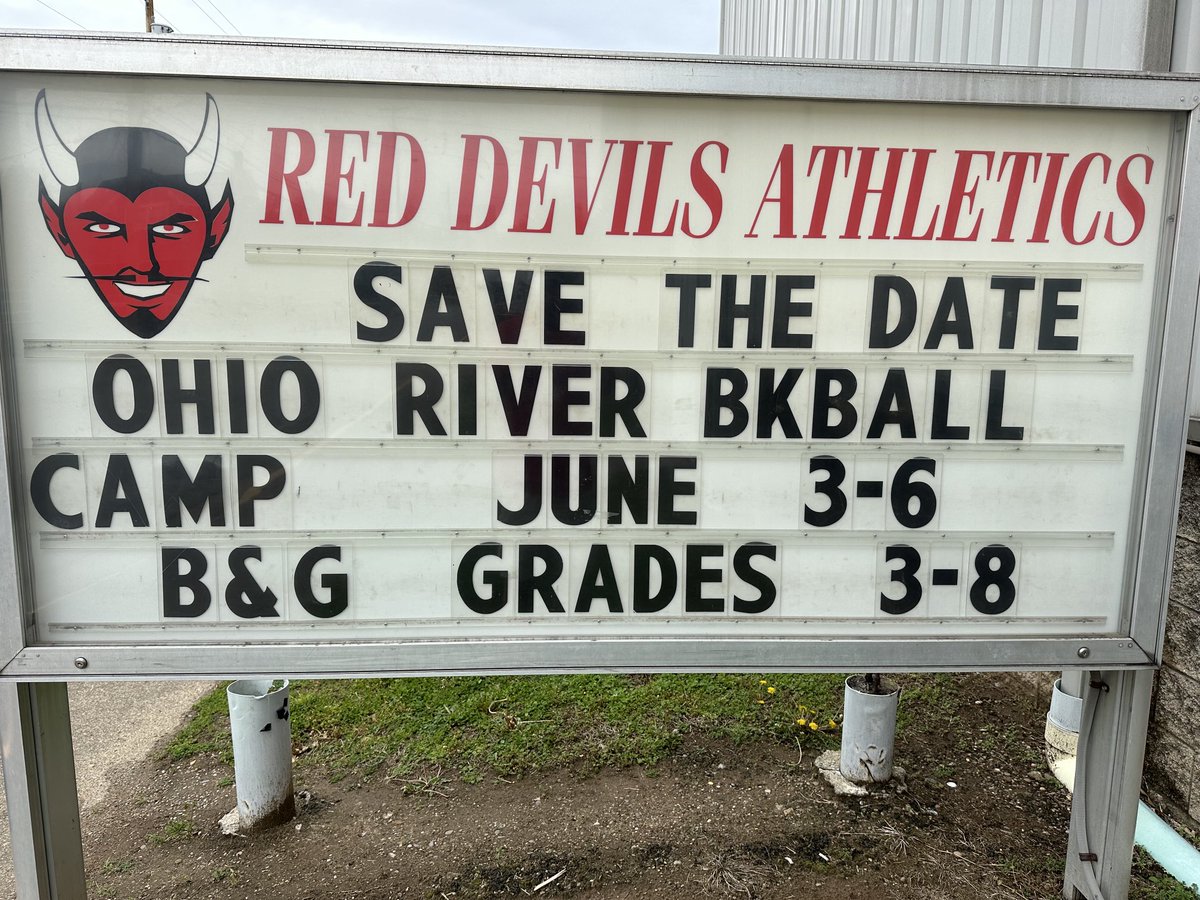 RED DEVILS ATHLETICS
SAVE THE DATE
OHIO RIVER BKBALL
CAMP JUNE 3-6
B&G GRADES 3-8